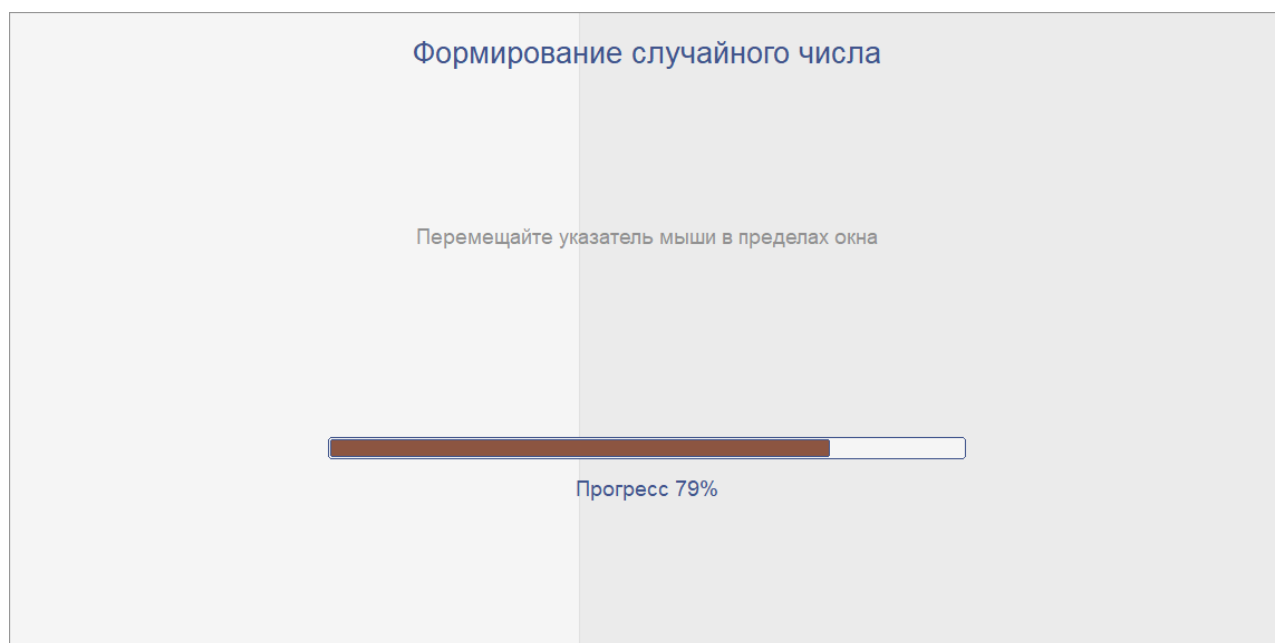 Формирование случайного числа
Перемещайте указатель мыши в пределах окна
Прогресс 79%